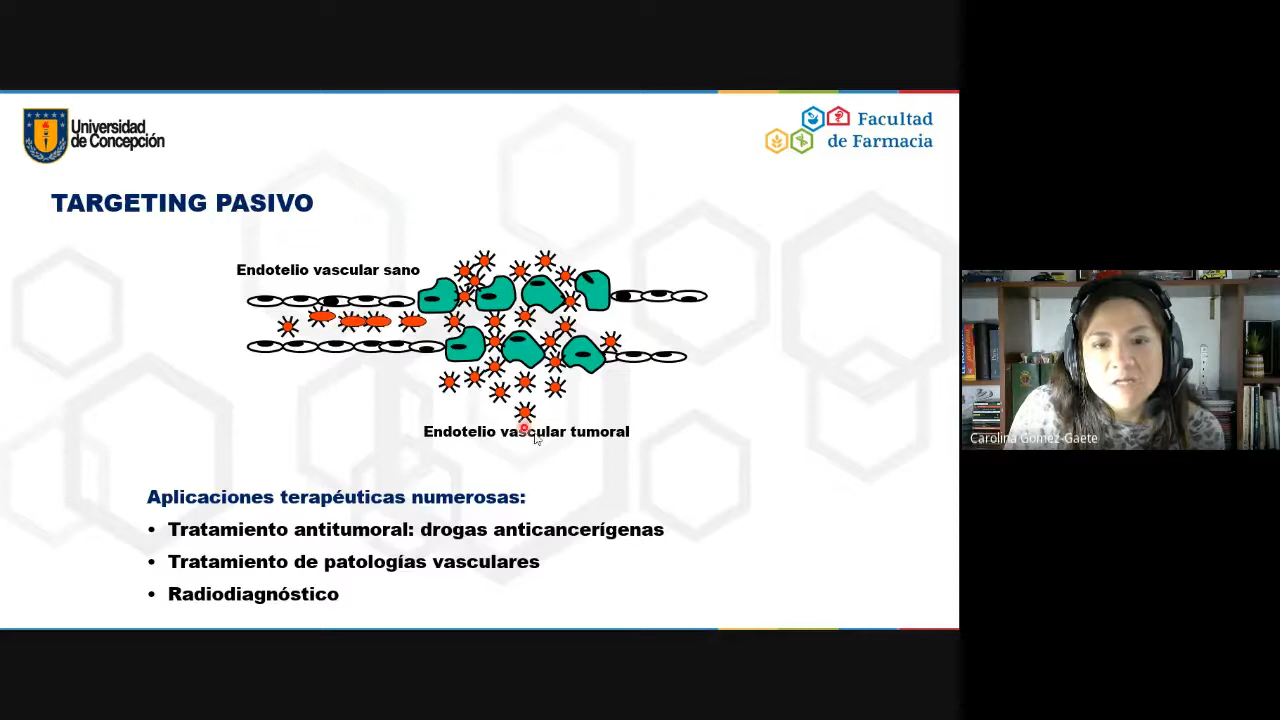 Universidad
de Concepción
Facultad
de Farmacia
TARGETING PASIVO
Endotelio vascular sano
Endotelio vascular tumoral
Aplicaciones terapéuticas numerosas:
• Tratamiento antitumoral: drogas anticancerígenas
• Tratamiento de patologías vasculares
• Radiodiagnóstico
Carolina Gomez-Gaete